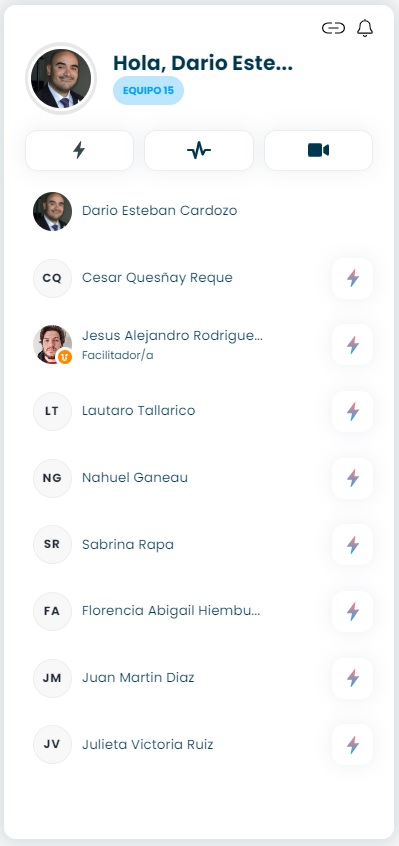 Hola, Dario Este...
EQUIPO 15
Dario Esteban Cardozo
CQ
Cesar Quesñay Reque
Jesus Alejandro Rodrigue...
Facilitador/a
LT
Lautaro Tallarico
NG
Nahuel Ganeau
SR
Sabrina Rapa
FA
Florencia Abigail Hiembu...
JM
Juan Martin Diaz
JV
Julieta Victoria Ruiz